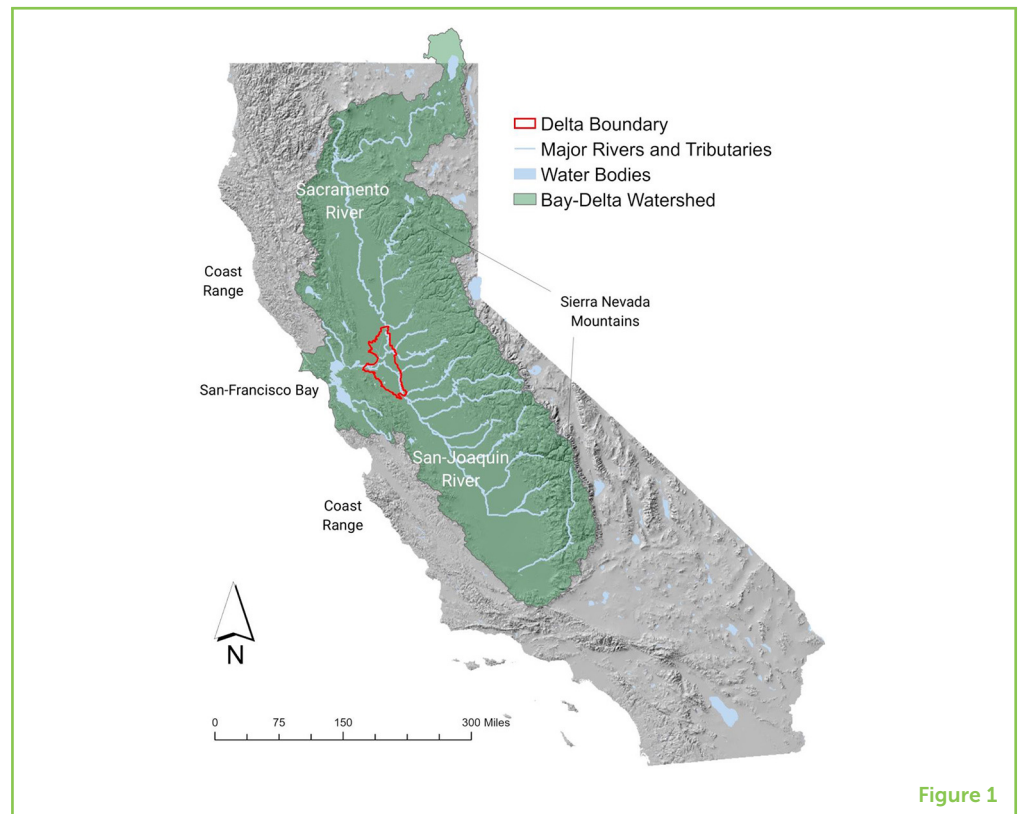 Delta Boundary
Major Rivers and Tributaries
Water Bodies
Bay-Delta Watershed
Sacramento
River
Coast
Range
Sierra Nevada
Mountains
San-Francisco Bay
San-Joaquin
River
Coast
Range
N
0 75 150 300 Miles
Figure 1